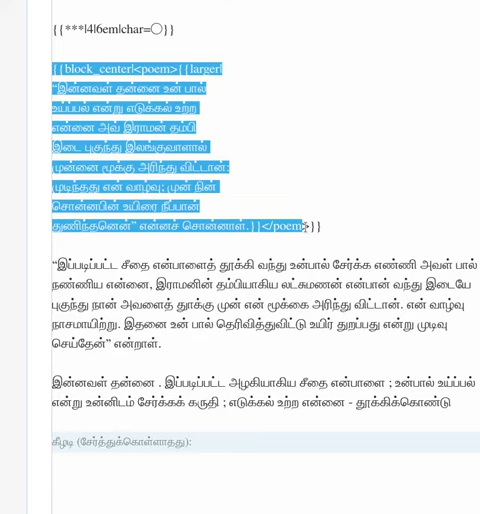 {{***|4|6em|char=〇}}
{{block_center|<poem>{{larger|
“இன்னவள் தன்னை உன் பால்
உய்ப்பல் என்று எடுக்கல் உற்ற
என்னை அவ் இராமன் தம்பி
இடை புகுந்து இலங்குவாளால்
முன்னை மூக்கு அரிந்து விட்டான்;
முடிந்தது என் வாழ்வு; முன் நின்
சொன்னபின் உயிரை நீப்பான்
துணிந்தனென்” என்னச் சொன்னாள்.}}</poem>}}
“இப்படிப்பட்ட சீதை என்பாளைத் தூக்கி வந்து உன்பால் சேர்க்க எண்ணி அவள் பால்
நண்ணிய என்னை, இராமனின் தம்பியாகிய லட்சுமணன் என்பான் வந்து இடையே
புகுந்து நான் அவளைத் துாக்கு முன் என் மூக்கை அரிந்து விட்டான். என் வாழ்வு
நாசமாயிற்று. இதனை உன் பால் தெரிவித்துவிட்டு உயிர் துறப்பது என்று முடிவு
செய்தேன்” என்றாள்.
இன்னவள் தன்னை . இப்படிப்பட்ட அழகியாகிய சீதை என்பாளை ; உன்பால் உய்ப்பல்
என்று உன்னிடம் சேர்க்கக் கருதி ; எடுக்கல் உற்ற என்னை - தூக்கிக்கொண்டு
கீழடி (சேர்த்துக்கொள்ளாதது):